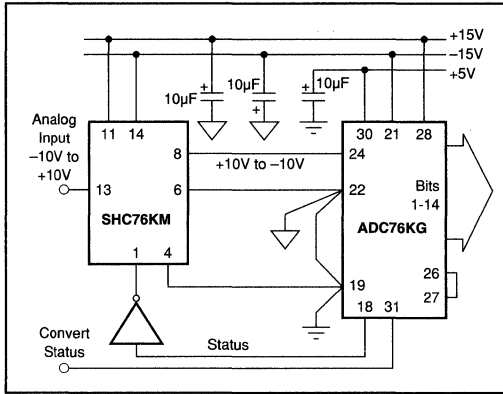 +15V
–15V
+5V
10µF + 10µF + 10µF +
Analog
Input
–10V to
+10V
11 14
30 21 28
8 +10V to –10V 24
13 6 22
SHC76KM
Bits
1-14
ADC76KG
1 4
19
26
27
18 31
Convert
Status
Status